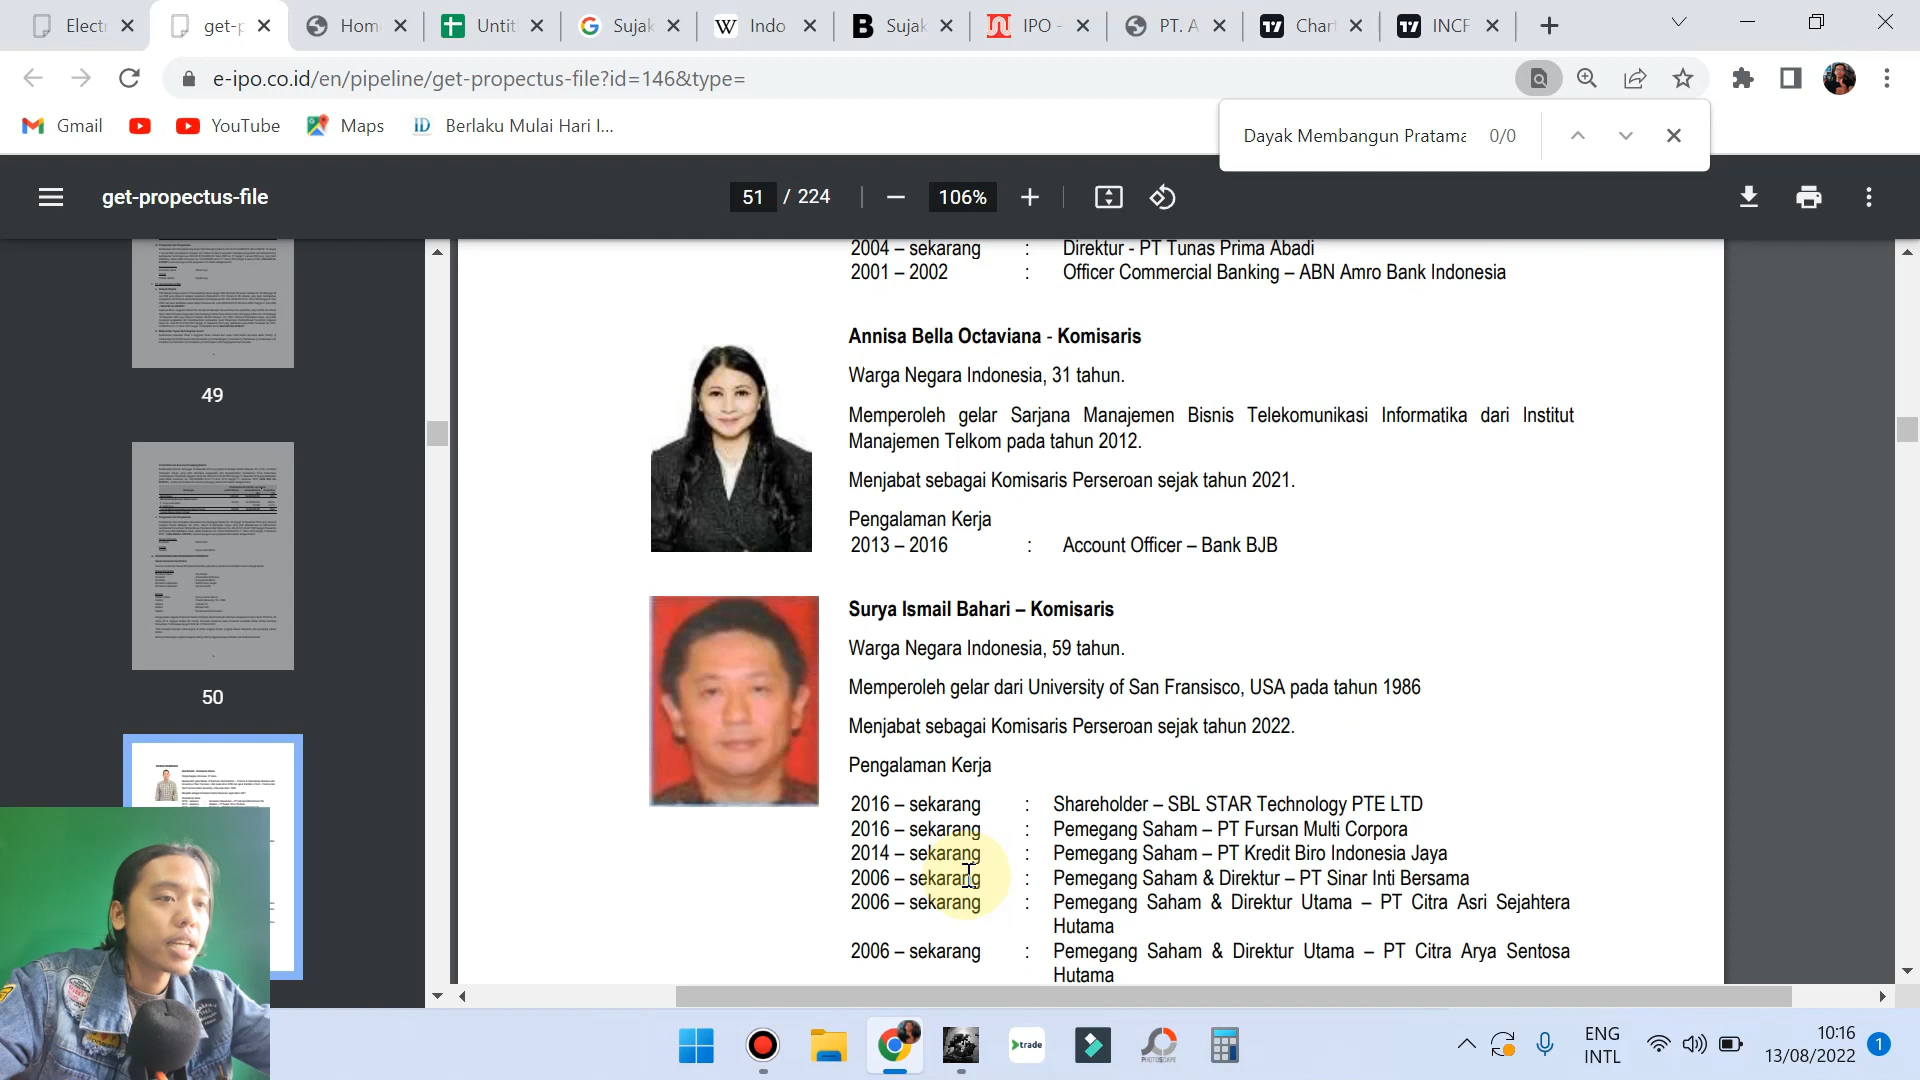 Electr
get-p
Hom
Untit
Sujak
W Indo
B Sujak
IPO -
PT. A
Chart
INCF
e-ipo.co.id/en/pipeline/get-propectus-file?id=146&type=
Gmail
YouTube
Maps
ID Berlaku Mulai Hari I...
Dayak Membangun Pratama 0/0
get-propectus-file
51 / 224
106%
2004 – sekarang : Direktur - PT Tunas Prima Abadi
2001 – 2002 : Officer Commercial Banking – ABN Amro Bank Indonesia
Annisa Bella Octaviana - Komisaris
Warga Negara Indonesia, 31 tahun.
Memperoleh gelar Sarjana Manajemen Bisnis Telekomunikasi Informatika dari Institut
Manajemen Telkom pada tahun 2012.
Menjabat sebagai Komisaris Perseroan sejak tahun 2021.
Pengalaman Kerja
2013 – 2016 : Account Officer – Bank BJB
Surya Ismail Bahari – Komisaris
Warga Negara Indonesia, 59 tahun.
Memperoleh gelar dari University of San Fransisco, USA pada tahun 1986
Menjabat sebagai Komisaris Perseroan sejak tahun 2022.
Pengalaman Kerja
2016 – sekarang : Shareholder – SBL STAR Technology PTE LTD
2016 – sekarang : Pemegang Saham – PT Fursan Multi Corpora
2014 – sekarang : Pemegang Saham – PT Kredit Biro Indonesia Jaya
2006 – sekarang : Pemegang Saham & Direktur – PT Sinar Inti Bersama
2006 – sekarang : Pemegang Saham & Direktur Utama – PT Citra Asri Sejahtera
Hutama
2006 – sekarang : Pemegang Saham & Direktur Utama – PT Citra Arya Sentosa
Hutama
49
50
trade
PHOTOSCAPE
ENG
INTL
10:16
13/08/2022
1